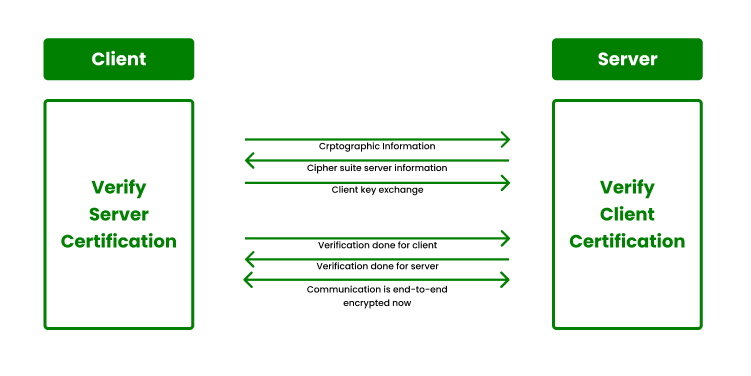 Client
Server
Crptographic Information
Cipher suite server information
Client key exchange
Verify
Server
Certification
Verify
Client
Certification
Verification done for client
Verification done for server
Communication is end-to-end
encrypted now